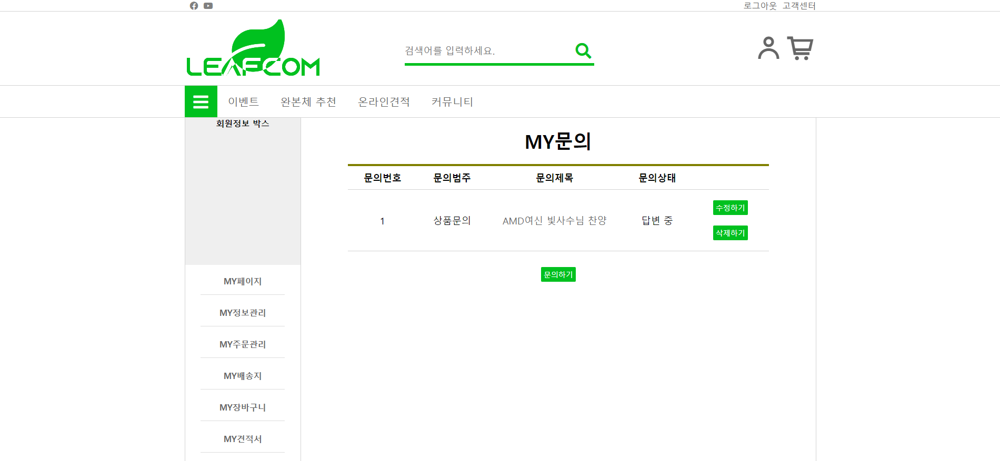 로그아웃 고객센터
LEAFCOM
검색어를 입력하세요.
이벤트 완본체 추천 온라인견적 커뮤니티
회원정보 박스
MY문의
문의번호 문의범주 문의제목 문의상태
1 상품문의 AMD여신 빛사수님 찬양 답변 중
수정하기
삭제하기
문의하기
MY페이지
MY정보관리
MY주문관리
MY배송지
MY장바구니
MY견적서